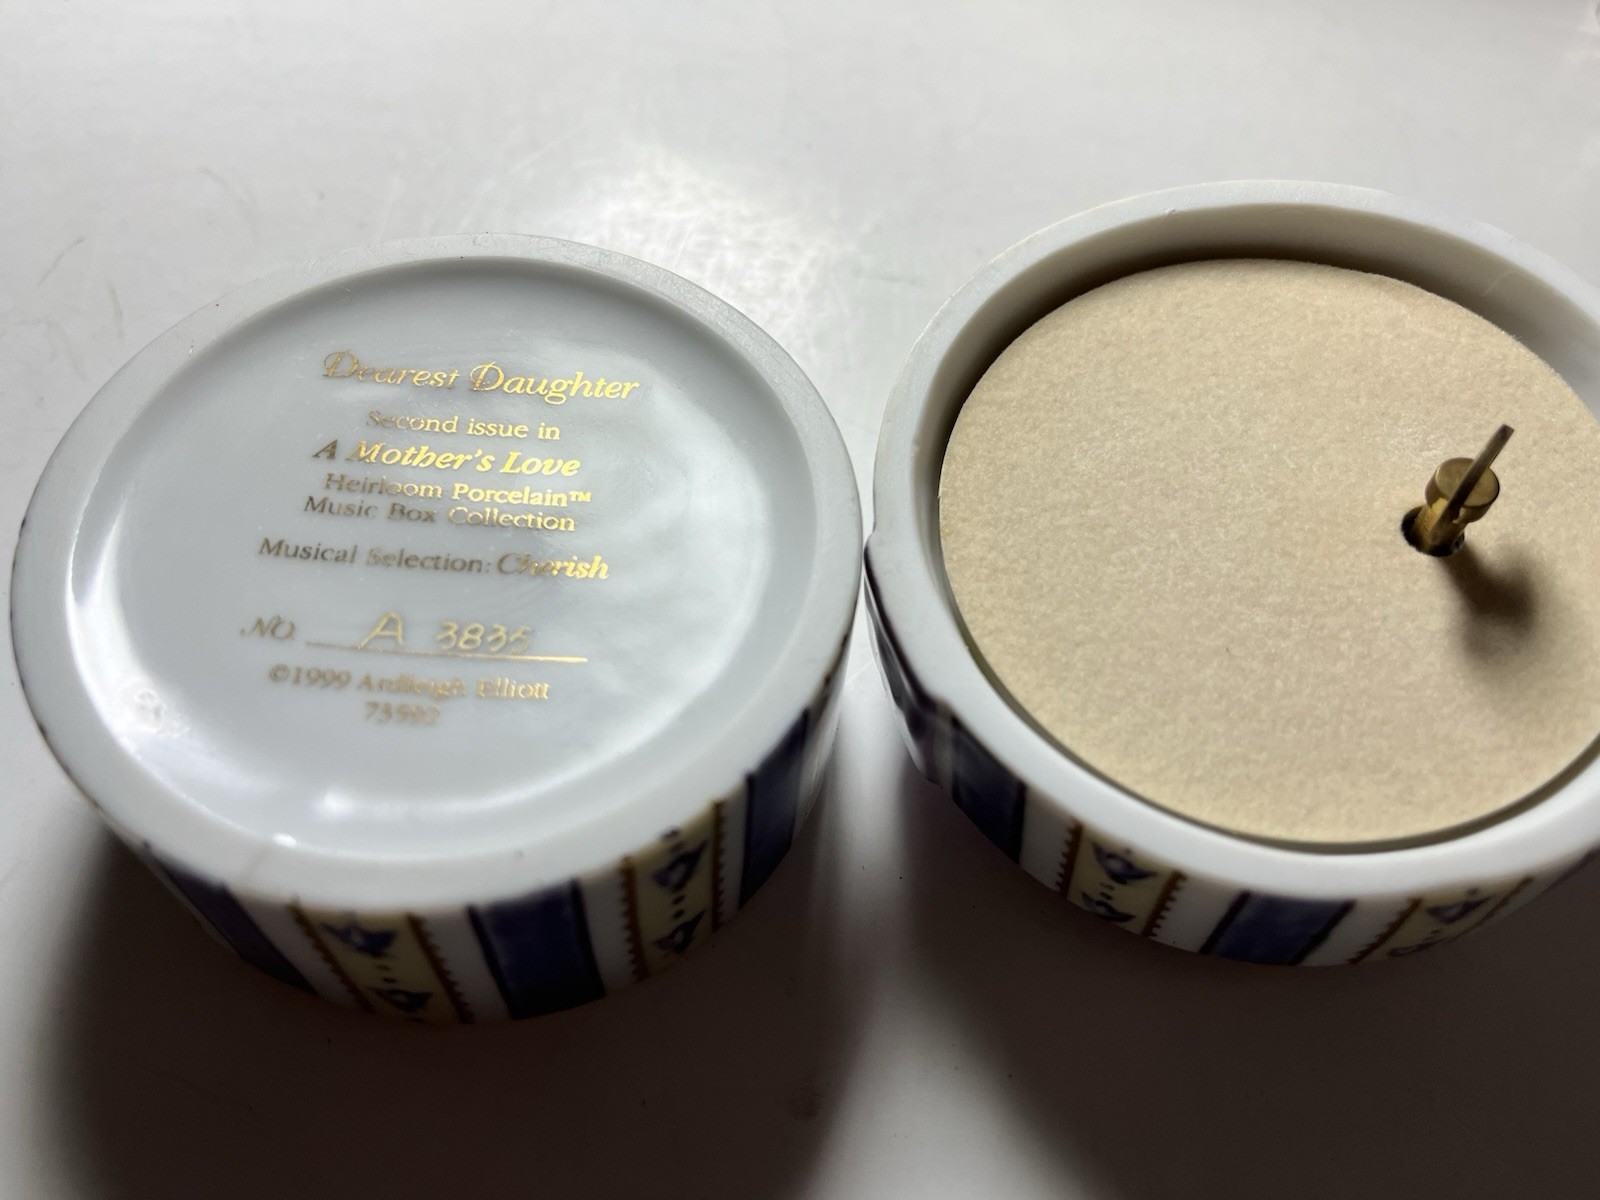 Dearest Daughter
Second issue in
A Mother's Love
Heirloom Porcelain™
Music Box Collection
Musical Selection: Cherish
NO. A 3835
©1999 Ardleigh Elliott